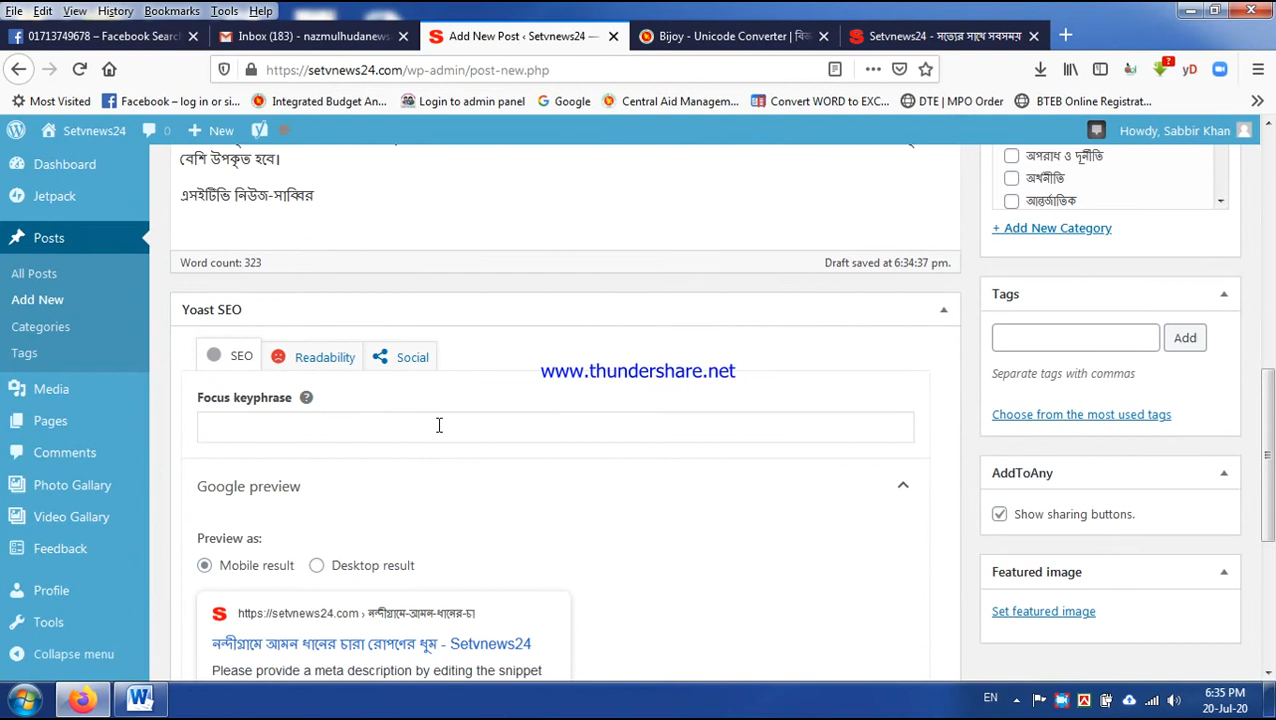 File Edit View History Bookmarks Tools Help
01713749678 – Facebook Searc
Inbox (183) - nazmulhudanews
Add New Post ‹ Setvnews24 —
Bijoy - Unicode Converter | বি
Setvnews24 - সত্যের সাথে সবসময়
https://setvnews24.com/wp-admin/post-new.php
Most Visited Facebook – log in or si... Integrated Budget An... Login to admin panel Google Central Aid Managem... Convert WORD to EXC... DTE | MPO Order BTEB Online Registrat...
Setvnews24 0 New Howdy, Sabbir Khan
Dashboard
Jetpack
Posts
All Posts
Add New
Categories
Tags
Media
Pages
Comments
Photo Gallary
Video Gallary
Feedback
Profile
Tools
Collapse menu
বেশি উপকৃত হবে।
এসইটিভি নিউজ-সাব্বির
Word count: 323 Draft saved at 6:34:37 pm.
Yoast SEO
SEO Readability Social
www.thundershare.net
Focus keyphrase ?
Google preview
Preview as:
Mobile result Desktop result
https://setvnews24.com › নন্দীগ্রামে-আমন-ধানের-চা
নন্দীগ্রামে আমন ধানের চারা রোপণের ধুম - Setvnews24
Please provide a meta description by editing the snippet
অপরাধ ও দূর্নীতি
অর্থনীতি
আন্তর্জাতিক
+ Add New Category
Tags
Add
Separate tags with commas
Choose from the most used tags
AddToAny
Show sharing buttons.
Featured image
Set featured image
EN 6:35 PM
20-Jul-20